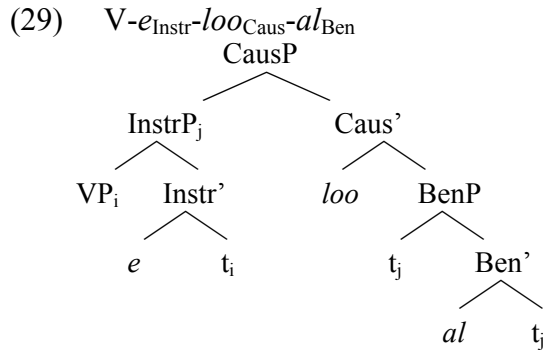 (29) V-eInstr-looCaus-alBen
CausP
InstrPj Caus’
VPi Instr’ loo BenP
e ti tj Ben’
al tj